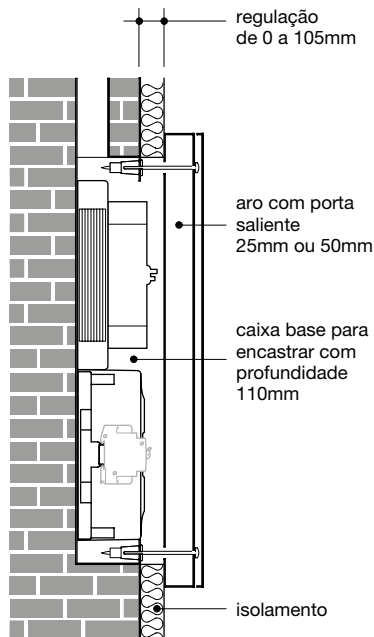 regulação
de 0 a 105mm
aro com porta
saliente
25mm ou 50mm
caixa base para
encastrar com
profundidade
110mm
isolamento